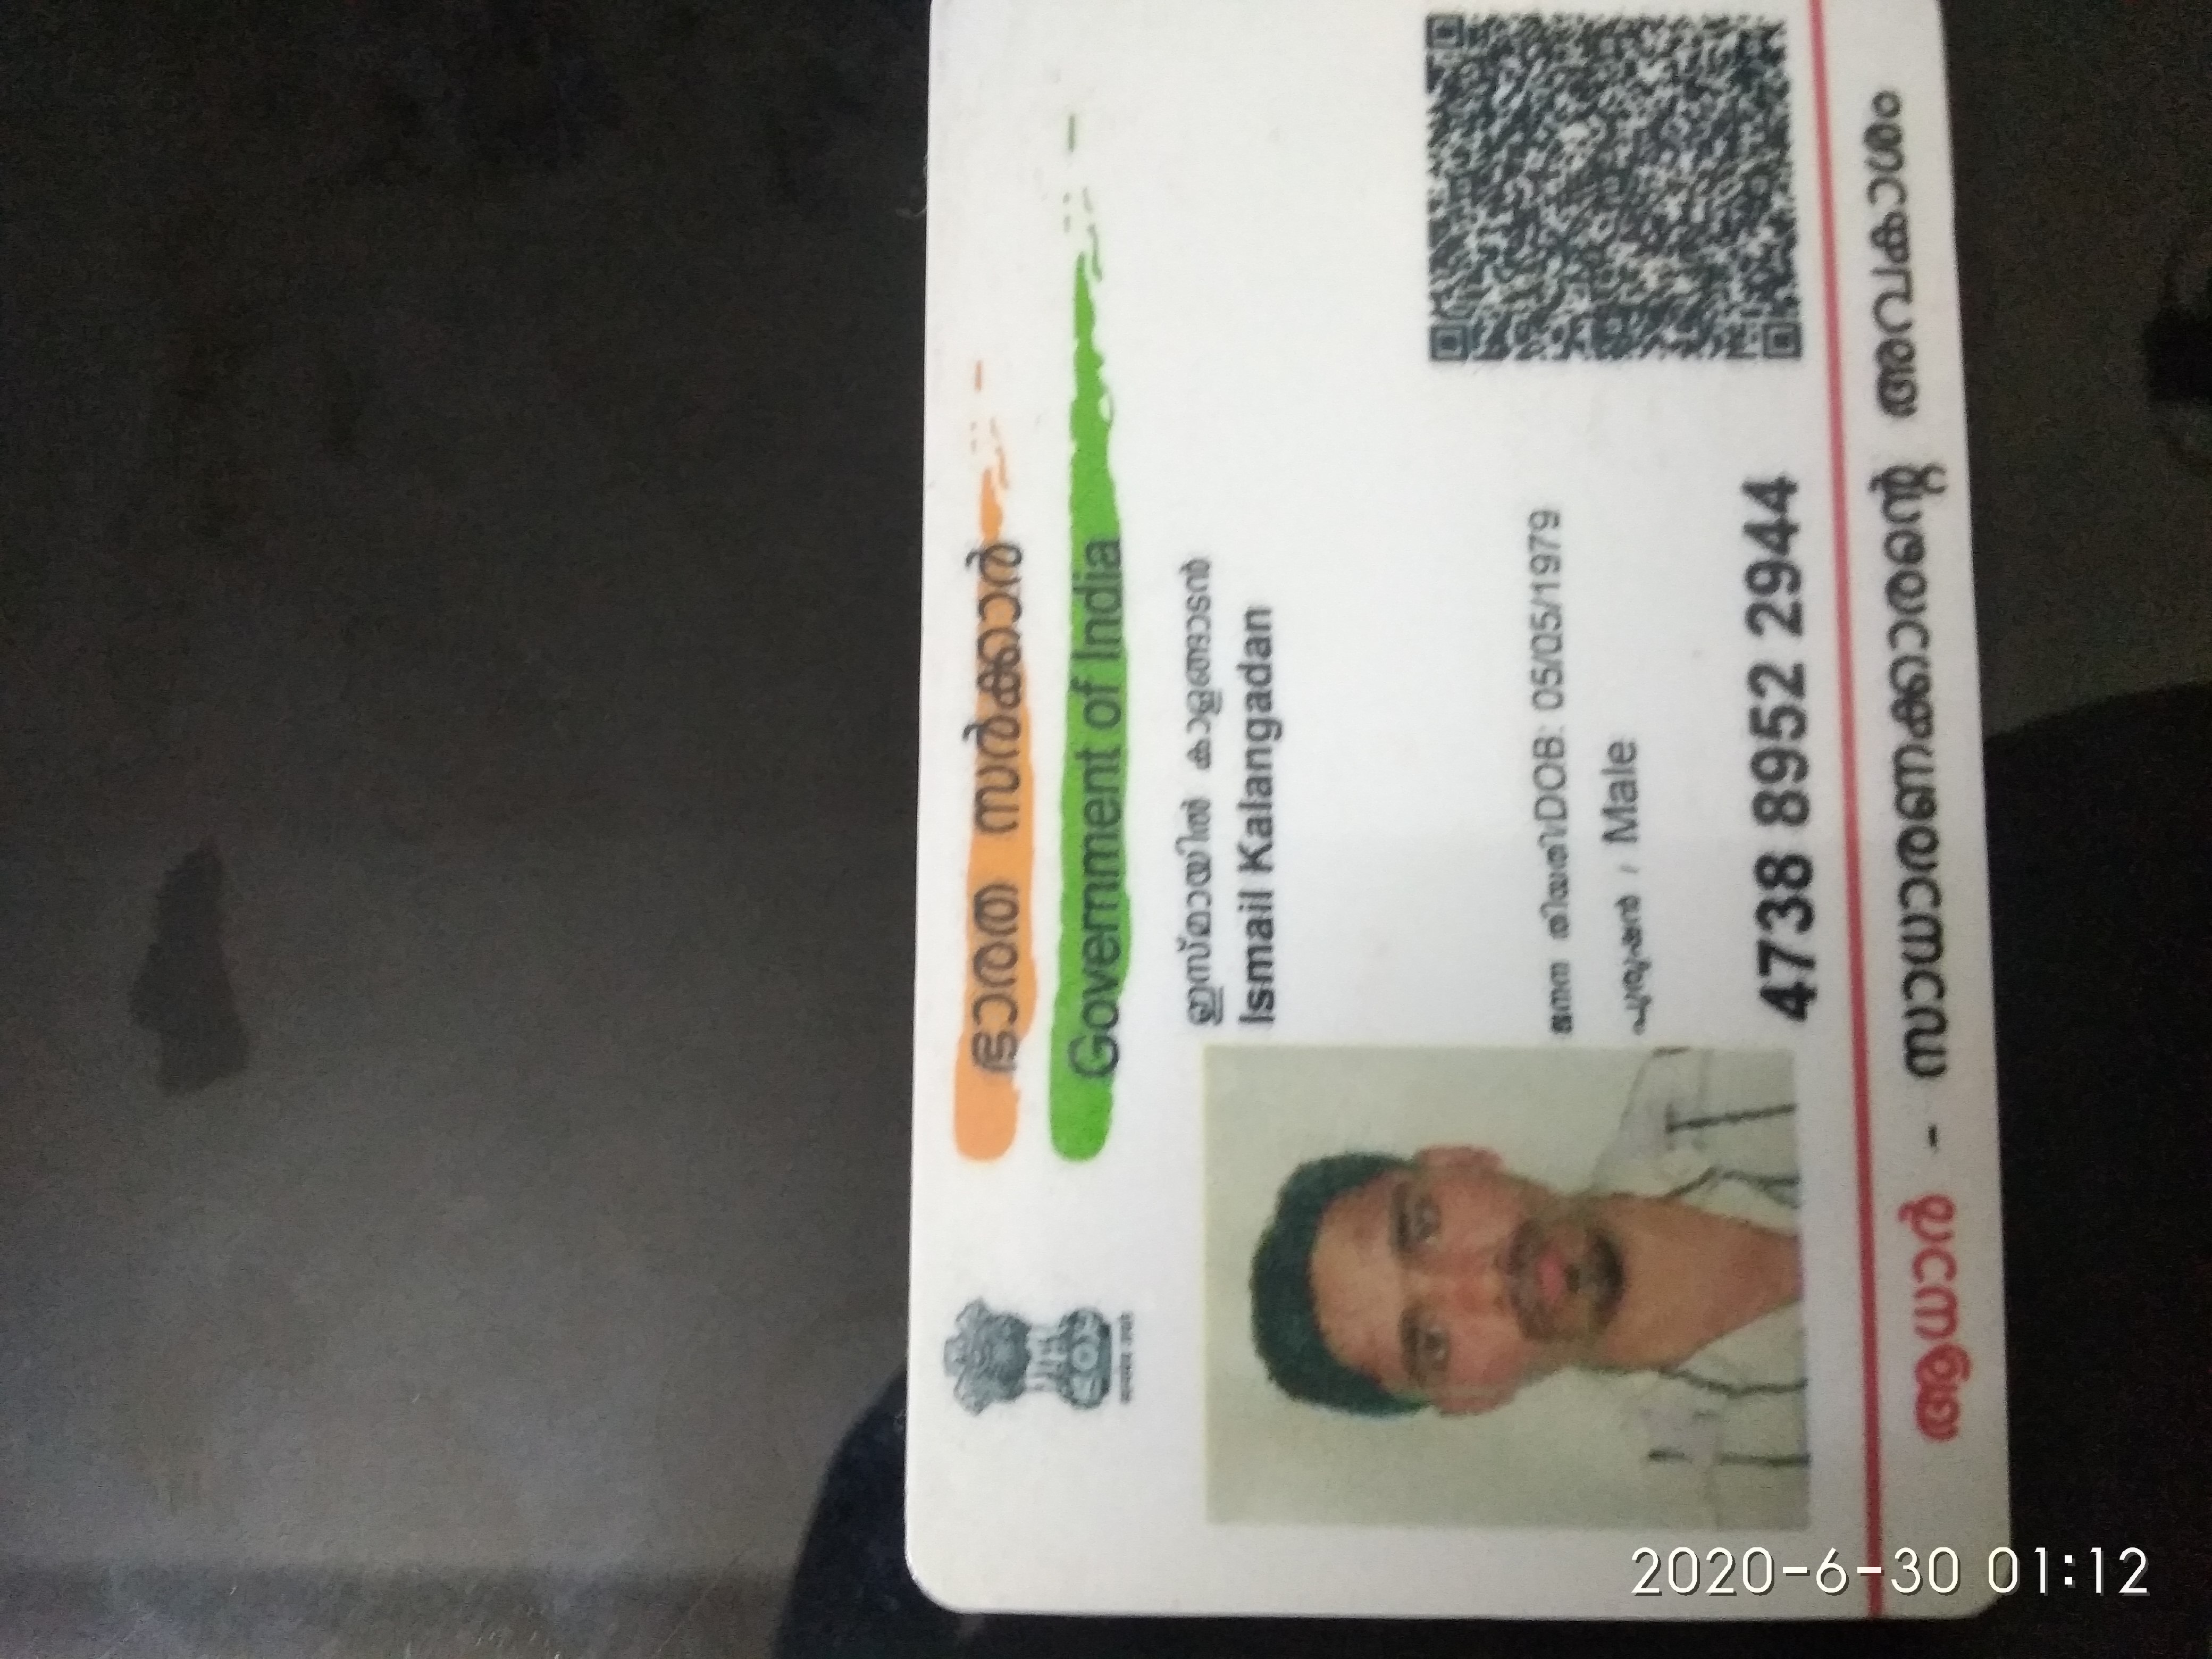 ഭാരത സർക്കാർ
Government of India
ഇസ്മായിൽ കാളങ്ങാടൻ
Ismail Kalangadan
ജനന തിയതി/DOB: 05/05/1979
പുരുഷൻ / Male
4738 8952 2944
ആധാർ - സാധാരണക്കാരന്റെ അവകാശം
2020-6-30 01:12